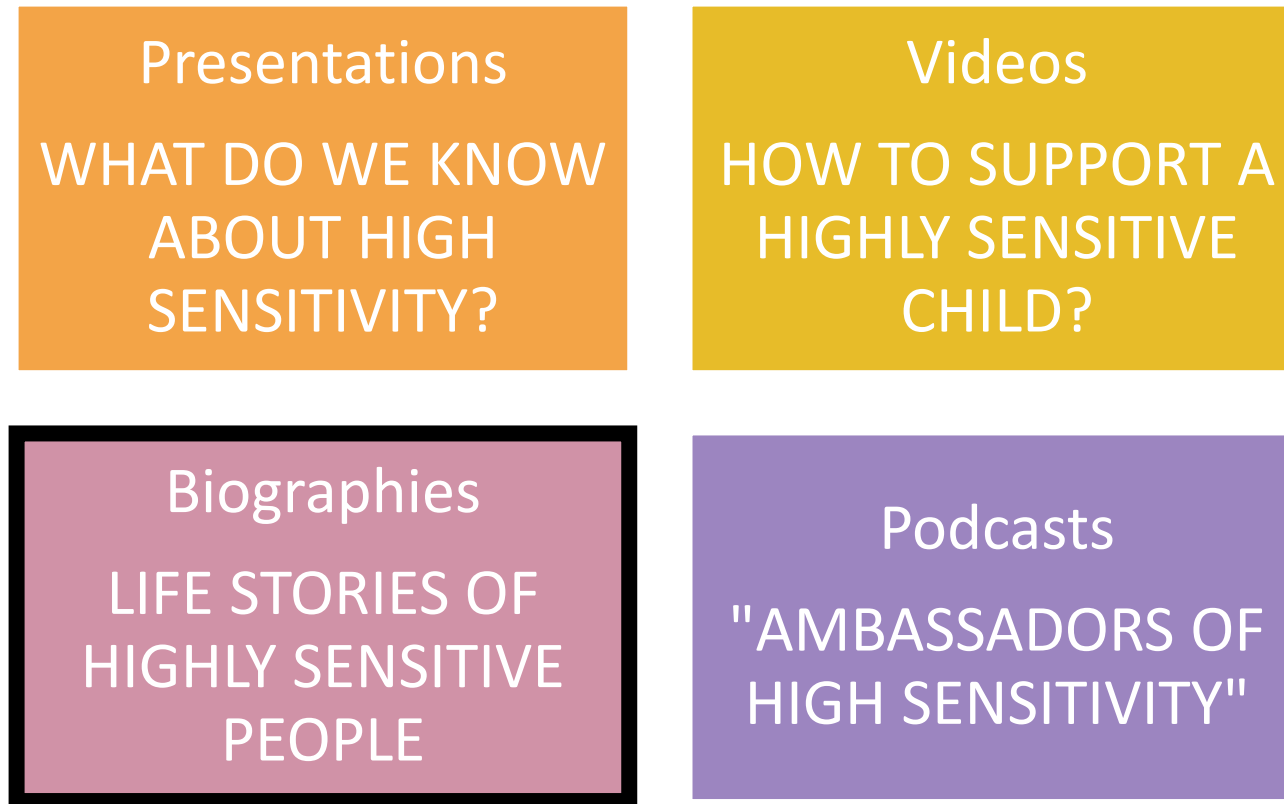 Presentations
WHAT DO WE KNOW
ABOUT HIGH
SENSITIVITY?
Videos
HOW TO SUPPORT A
HIGHLY SENSITIVE
CHILD?
Biographies
LIFE STORIES OF
HIGHLY SENSITIVE
PEOPLE
Podcasts
"AMBASSADORS OF
HIGH SENSITIVITY"